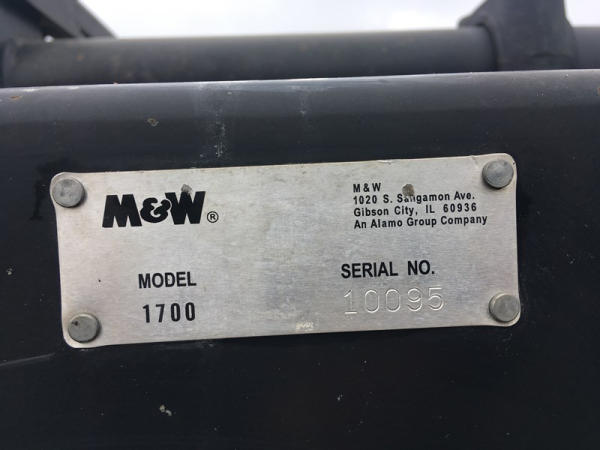 M&W®
M & W
1020 S. Sangamon Ave.
Gibson City, IL 60936
An Alamo Group Company
MODEL
1700
SERIAL NO.
10095